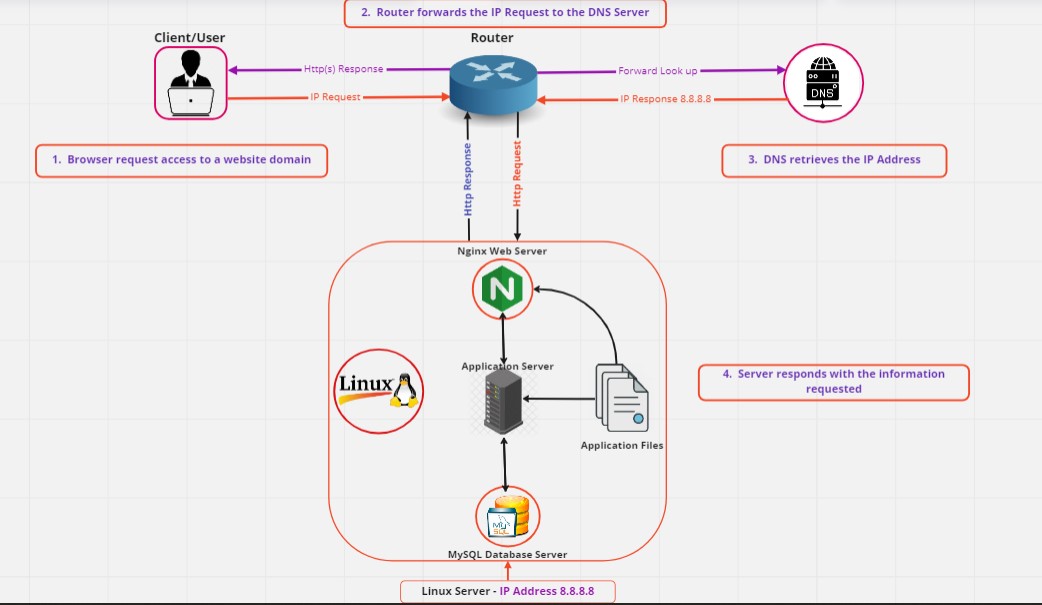 2. Router forwards the IP Request to the DNS Server
Client/User
Router
Http(s) Response
Forward Look up
IP Request
IP Response 8.8.8.8
DNS
1. Browser request access to a website domain
3. DNS retrieves the IP Address
Http Response
Http Request
Nginx Web Server
N
Application Server
Linux
4. Server responds with the information
requested
Application Files
My
SQL
MySQL Database Server
Linux Server - IP Address 8.8.8.8